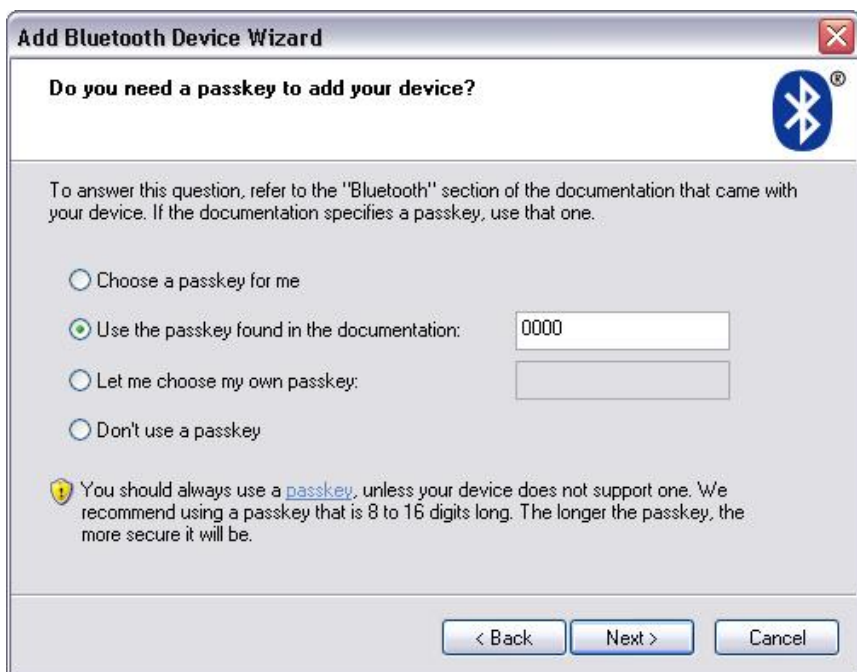 Add Bluetooth Device Wizard
Do you need a passkey to add your device?
®
To answer this question, refer to the "Bluetooth" section of the documentation that came with
your device. If the documentation specifies a passkey, use that one.
Choose a passkey for me
Use the passkey found in the documentation: 0000
Let me choose my own passkey:
Don't use a passkey
You should always use a passkey, unless your device does not support one. We
recommend using a passkey that is 8 to 16 digits long. The longer the passkey, the
more secure it will be.
< Back Next > Cancel